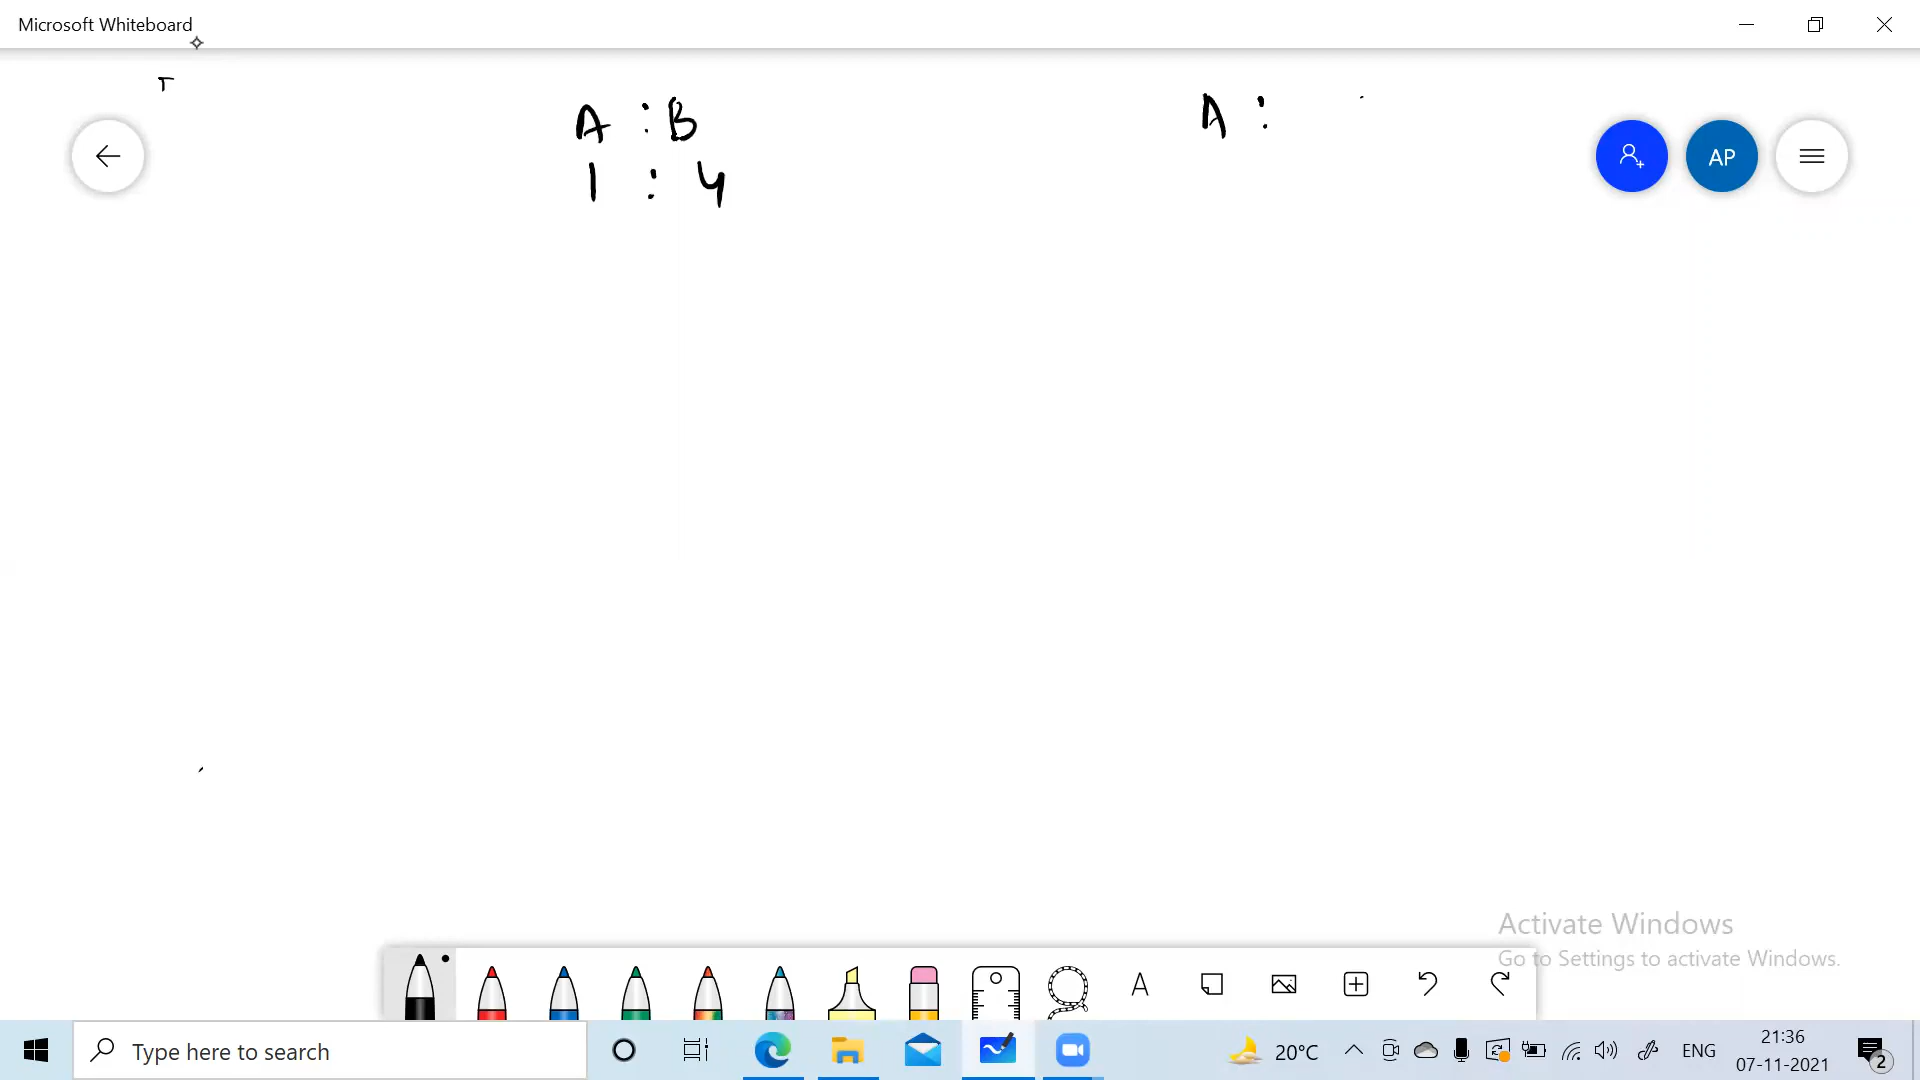 Microsoft Whiteboard
A : B
A :
1 : 4
AP
Activate Windows
Go to Settings to activate Windows.
A
Type here to search
20°C
ENG
21:36
07-11-2021
2